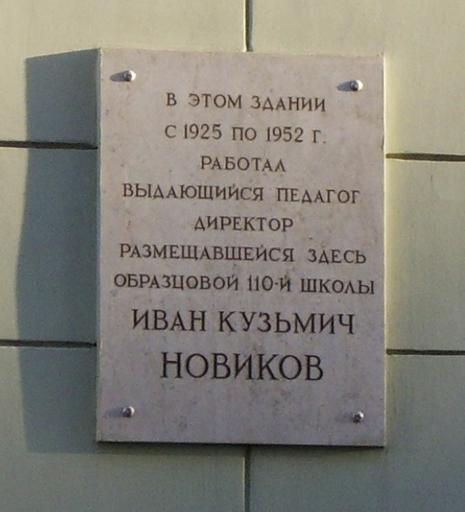 В ЭТОМ ЗДАНИИ
С 1925 ПО 1952 Г.
РАБОТАЛ
ВЫДАЮЩИЙСЯ ПЕДАГОГ
ДИРЕКТОР
РАЗМЕЩАВШЕЙСЯ ЗДЕСЬ
ОБРАЗЦОВОЙ 110-Й ШКОЛЫ
ИВАН КУЗЬМИЧ
НОВИКОВ